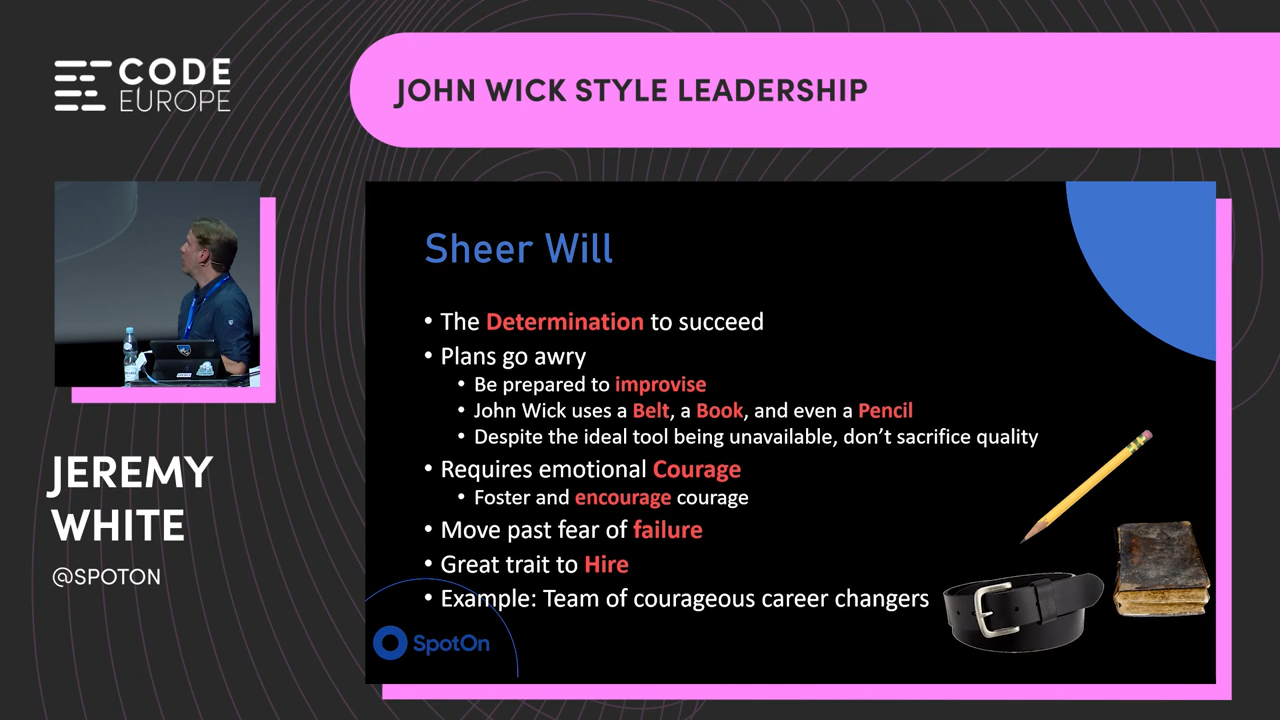 CODE
EUROPE
JOHN WICK STYLE LEADERSHIP
Sheer Will
• The Determination to succeed
• Plans go awry
• Be prepared to improvise
• John Wick uses a Belt, a Book, and even a Pencil
• Despite the ideal tool being unavailable, don't sacrifice quality
• Requires emotional Courage
• Foster and encourage courage
• Move past fear of failure
• Great trait to Hire
• Example: Team of courageous career changers
SpotOn
JEREMY
WHITE
@SPOTON